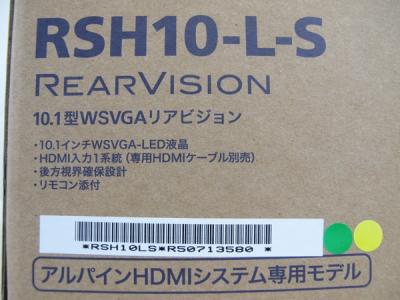 RSH10-L-S
REARVISION
10.1型WSVGAリアビジョン
・10.1インチWSVGA-LED液晶
・HDMI入力1系統（専用HDMIケーブル別売）
・後方視界確保設計
・リモコン添付
*RSH10LS*R50713580 *
アルパインHDMIシステム専用モデル